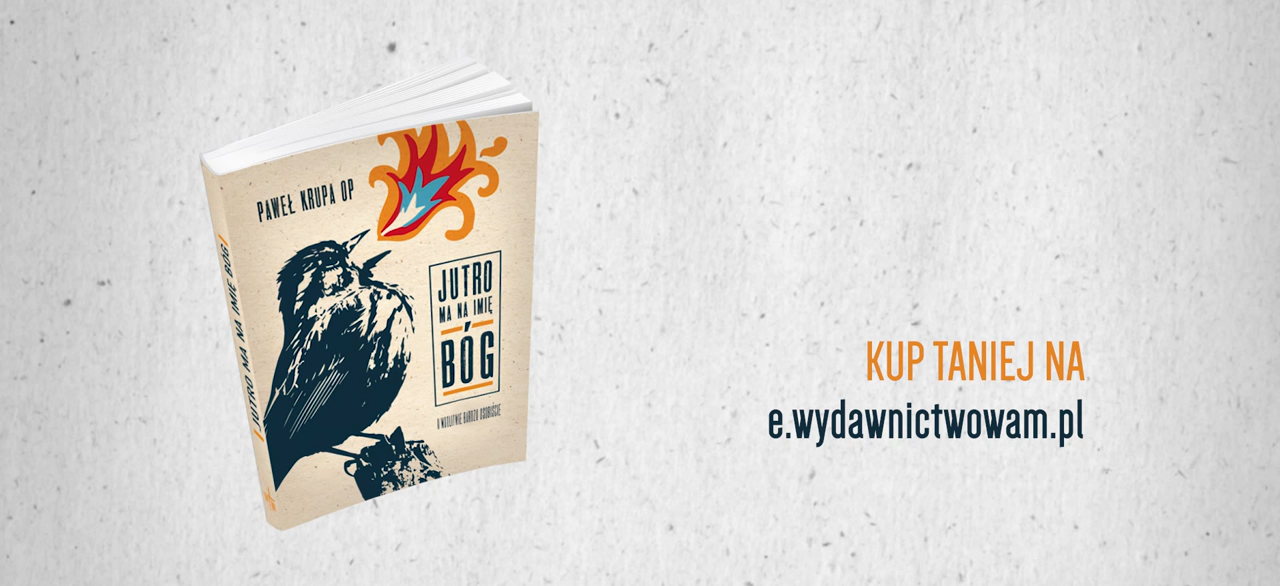 PAWEŁ KRUPA OP
JUTRO
MA NA IMIĘ
BÓG
O MODLITWIE BARDZO OSOBIŚCIE
JUTRO MA NA IMIĘ BÓG
KUP TANIEJ NA
e.wydawnictwowam.pl